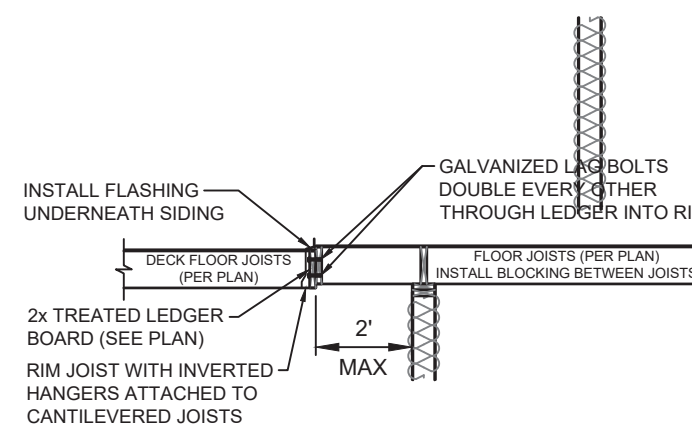 GALVANIZED LAG BOLTS
DOUBLE EVERY OTHER
THROUGH LEDGER INTO RI
INSTALL FLASHING
UNDERNEATH SIDING
DECK FLOOR JOISTS
(PER PLAN)
FLOOR JOISTS (PER PLAN)
INSTALL BLOCKING BETWEEN JOISTS
2x TREATED LEDGER
BOARD (SEE PLAN)
2'
MAX
RIM JOIST WITH INVERTED
HANGERS ATTACHED TO
CANTILEVERED JOISTS